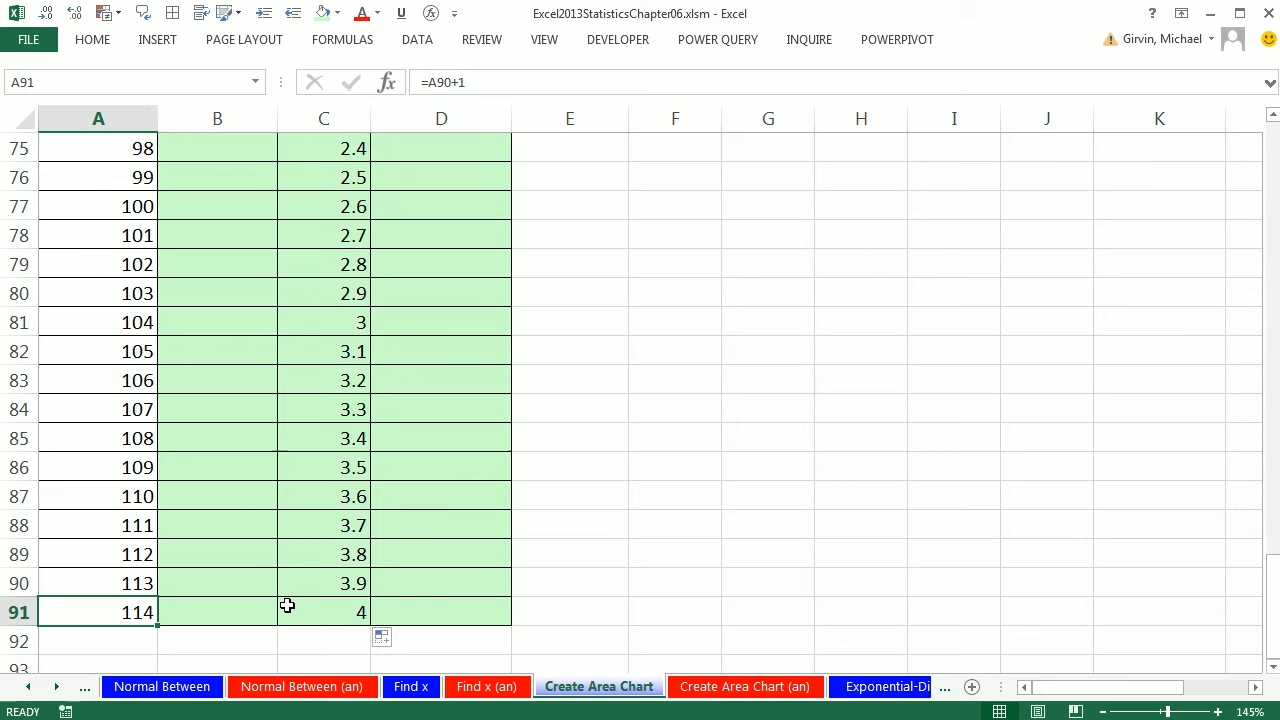 Excel2013StatisticsChapter06.xlsm - Excel
FILE HOME INSERT PAGE LAYOUT FORMULAS DATA REVIEW VIEW DEVELOPER POWER QUERY INQUIRE POWERPIVOT Girvin, Michael
A91 fx =A90+1
A B C D E F G H I J K
75 98 2.4
76 99 2.5
77 100 2.6
78 101 2.7
79 102 2.8
80 103 2.9
81 104 3
82 105 3.1
83 106 3.2
84 107 3.3
85 108 3.4
86 109 3.5
87 110 3.6
88 111 3.7
89 112 3.8
90 113 3.9
91 114 4
92
93
... Normal Between Normal Between (an) Find x Find x (an) Create Area Chart Create Area Chart (an) Exponential-Di ...
READY 145%